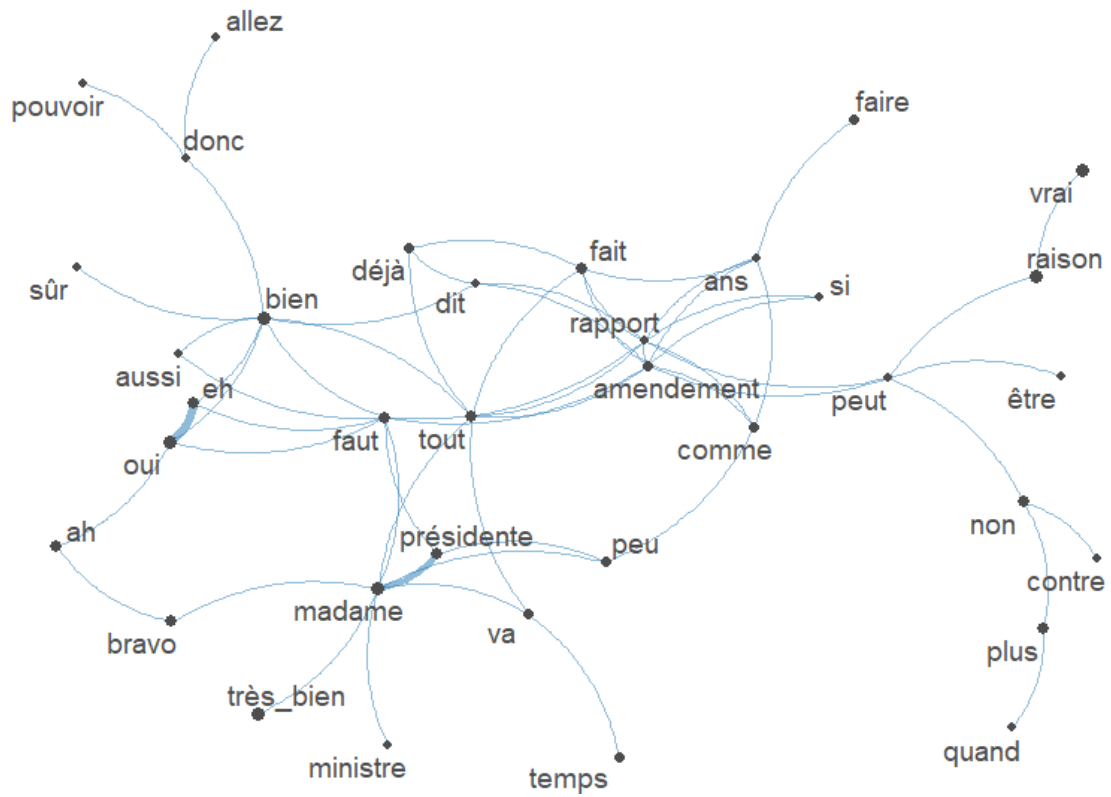 allez
pouvoir
faire
donc
vrai
déjà
fait
raison
sûr
dit
ans
si
bien
rapport
aussi
eh
amendement
peut
être
oui
faut
tout
comme
ah
présidente
peu
non
madame
contre
bravo
va
plus
très_bien
ministre
temps
quand